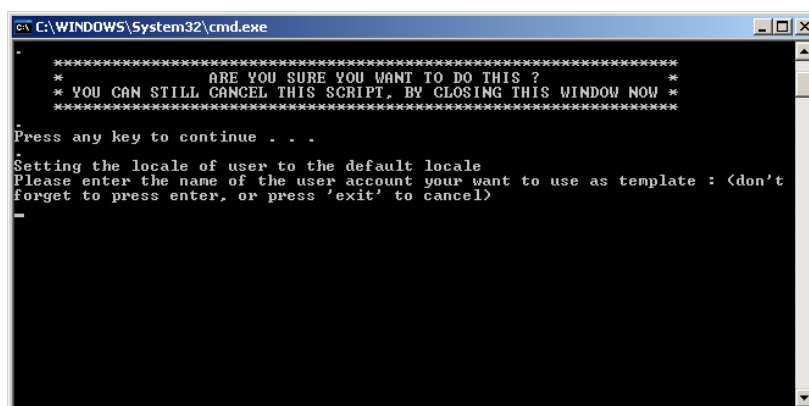 C:\WINDOWS\System32\cmd.exe
.
*****************************************************************
* ARE YOU SURE YOU WANT TO DO THIS ? *
* YOU CAN STILL CANCEL THIS SCRIPT, BY CLOSING THIS WINDOW NOW *
*****************************************************************
.
Press any key to continue . . .
.
Setting the locale of user to the default locale
Please enter the name of the user account your want to use as template : (don't
forget to press enter, or press 'exit' to cancel)